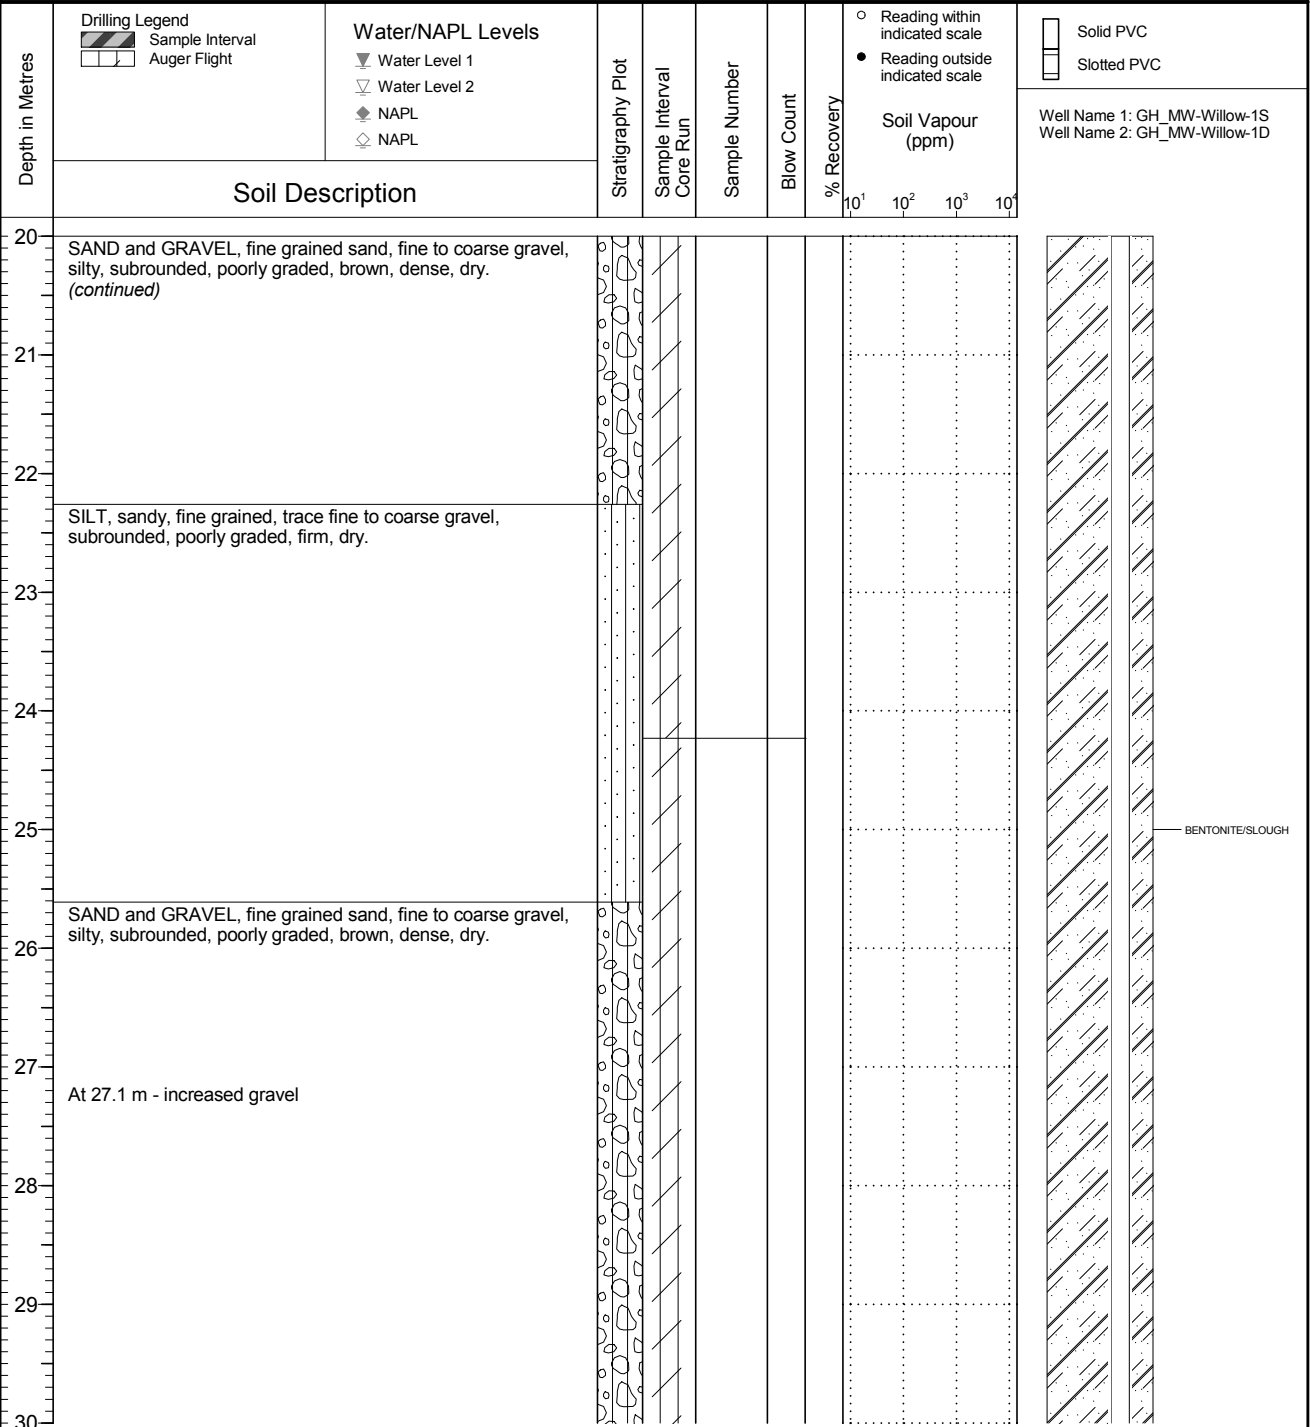 Drilling Legend
Sample Interval
Auger Flight
Water/NAPL Levels
Water Level 1
Water Level 2
NAPL
NAPL
Depth in Metres
Soil Description
Stratigraphy Plot
Sample Interval
Core Run
Sample Number
Blow Count
% Recovery
Reading within
indicated scale
Reading outside
indicated scale
Soil Vapour
(ppm)
10¹ 10² 10³ 10⁴
Solid PVC
Slotted PVC
Well Name 1: GH_MW-Willow-1S
Well Name 2: GH_MW-Willow-1D
20
SAND and GRAVEL, fine grained sand, fine to coarse gravel,
silty, subrounded, poorly graded, brown, dense, dry.
(continued)
21
22
SILT, sandy, fine grained, trace fine to coarse gravel,
subrounded, poorly graded, firm, dry.
23
24
25
BENTONITE/SLOUGH
SAND and GRAVEL, fine grained sand, fine to coarse gravel,
silty, subrounded, poorly graded, brown, dense, dry.
26
27
At 27.1 m - increased gravel
28
29
30